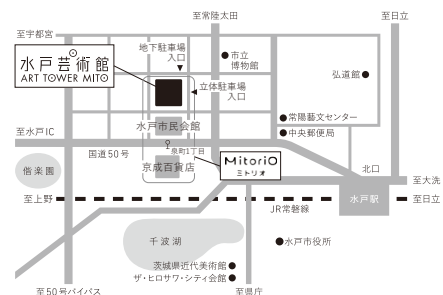 至常陸太田
至日立
至宇都宮
地下駐車場
入口
水戸芸術館
ART TOWER MITO
市立
博物館
弘道館
立体駐車場
入口
常陽藝文センター
水戸市民会館
中央郵便局
至水戸IC
国道50号
泉町1丁目
MitoriO
ミトリオ
北口
偕楽園
京成百貨店
至大洗
至上野
JR常磐線
水戸駅
至日立
千波湖
水戸市役所
茨城県近代美術館
ザ・ヒロサワ・シティ会館
至50号バイパス
至県庁